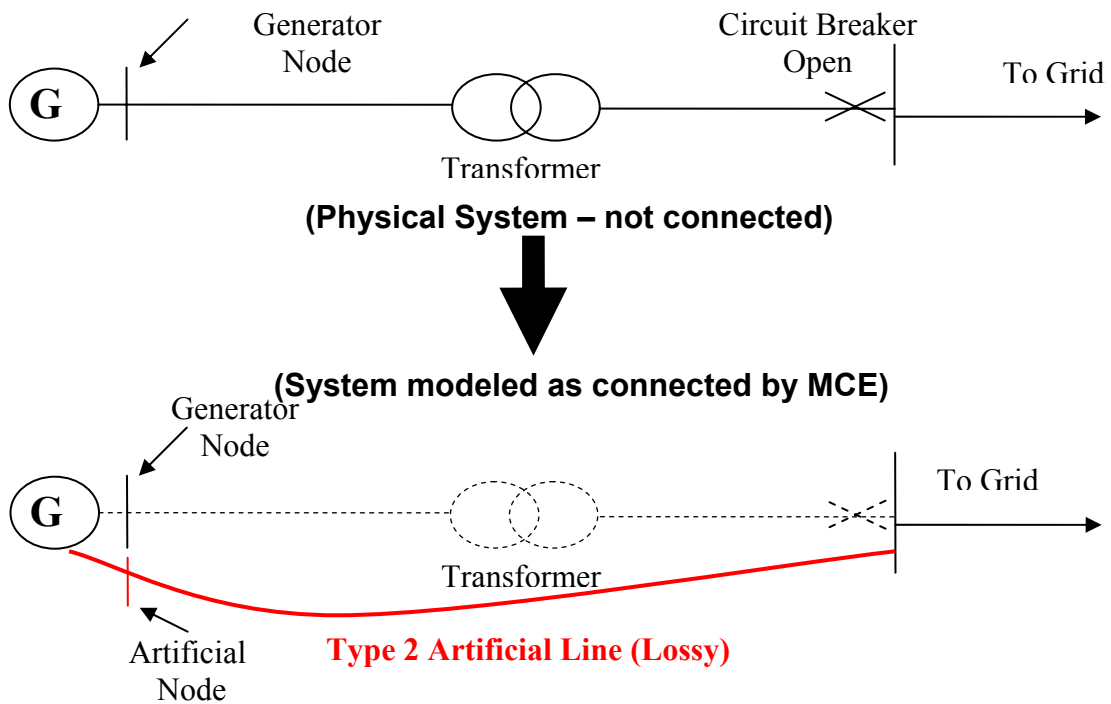 Generator
Node
Circuit Breaker
Open
To Grid
G
Transformer
(Physical System – not connected)
(System modeled as connected by MCE)
Generator
Node
To Grid
G
Transformer
Type 2 Artificial Line (Lossy)
Artificial
Node